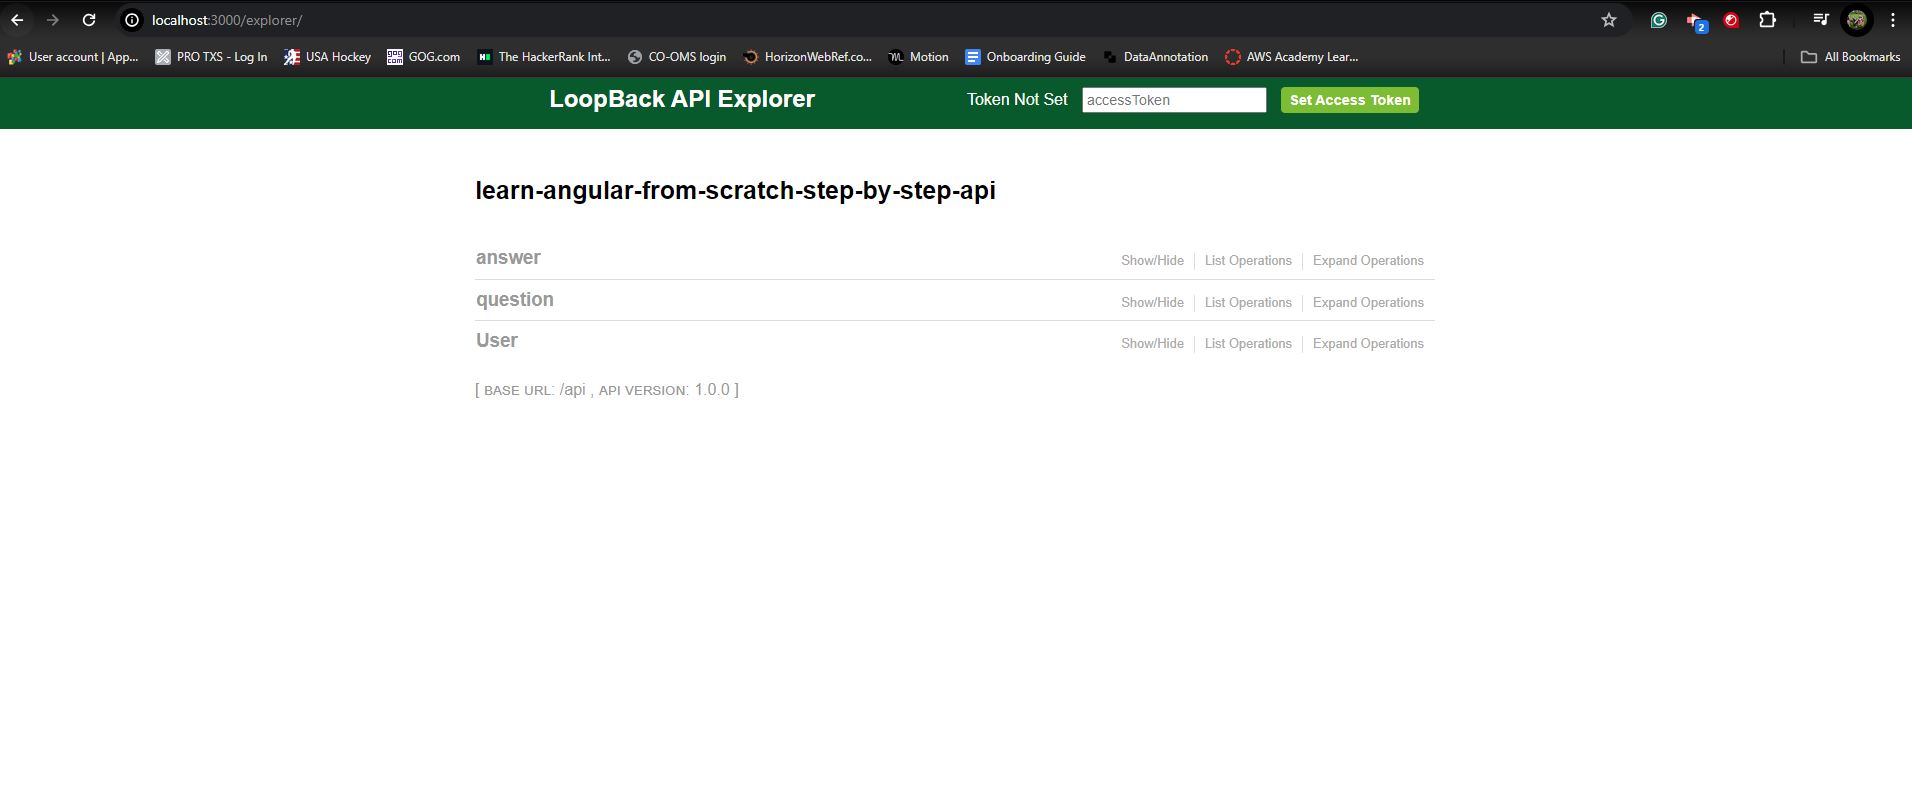 localhost:3000/explorer/
2
User account | App...
PRO TXS - Log In
USA Hockey
GOG.com
The HackerRank Int...
CO-OMS login
HorizonWebRef.co...
Motion
Onboarding Guide
DataAnnotation
AWS Academy Lear...
All Bookmarks
LoopBack API Explorer
Token Not Set
accessToken
Set Access Token
learn-angular-from-scratch-step-by-step-api
answer
Show/Hide
List Operations
Expand Operations
question
Show/Hide
List Operations
Expand Operations
User
Show/Hide
List Operations
Expand Operations
[ BASE URL: /api , API VERSION: 1.0.0 ]